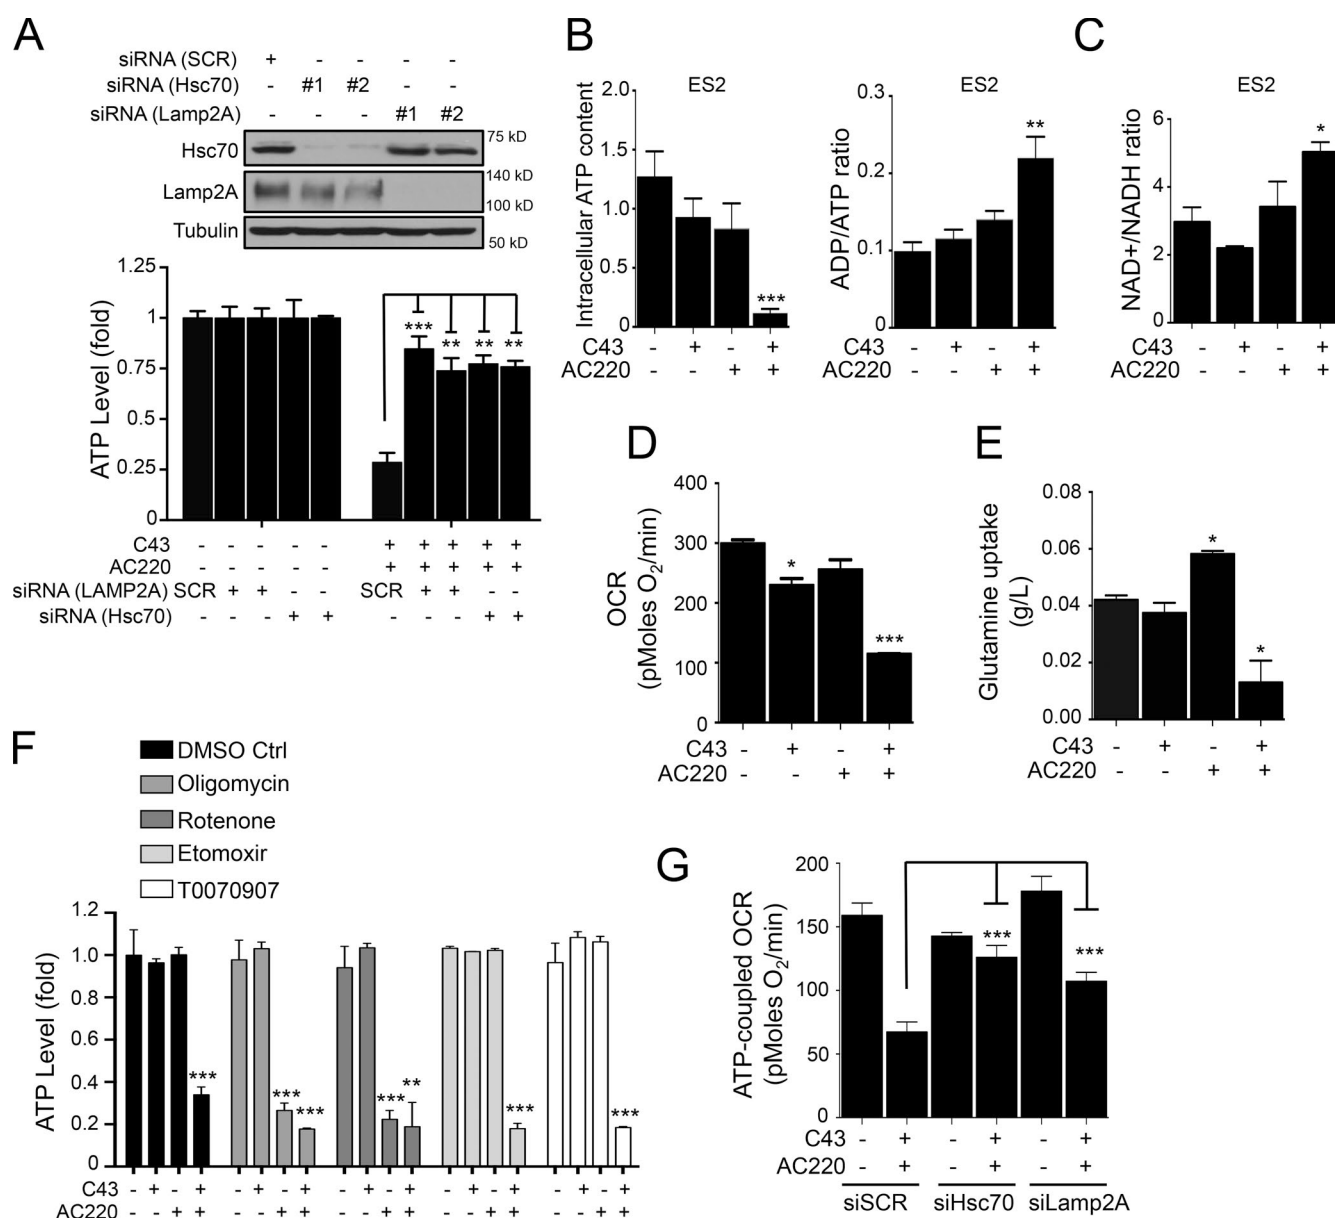 A
siRNA (SCR) + - - - -
siRNA (Hsc70) - #1 #2 - -
siRNA (Lamp2A) - - - #1 #2
Hsc70
75 kD
Lamp2A
140 kD
100 kD
Tubulin
50 kD
ATP Level (fold)
1.25
1
0.75
0.5
0.25
0
*** ** ** **
C43 - - - - - + + + + +
AC220 - - - - - + + + + +
siRNA (LAMP2A) SCR + + - - SCR + + - -
siRNA (Hsc70) - - - + + - - - + +
B
ES2
Intracellular ATP content
2.0
1.5
1.0
0.5
0
***
C43 - + - +
AC220 - - + +
ES2
ADP/ATP ratio
0.3
0.2
0.1
0
**
C43 - + - +
AC220 - - + +
C
ES2
NAD+/NADH ratio
6
4
2
0
*
C43 - + - +
AC220 - - + +
D
OCR
(pMoles O2/min)
400
300
200
100
0
* ***
C43 - + - +
AC220 - - + +
E
Glutamine uptake
(g/L)
0.08
0.06
0.04
0.02
0.00
* *
C43 - + - +
AC220 - - + +
F
DMSO Ctrl
Oligomycin
Rotenone
Etomoxir
T0070907
ATP Level (fold)
1.2
1.0
0.8
0.6
0.4
0.2
0
*** *** *** *** ** *** ***
C43 - + - + - + - + - + - + - + - + - + - +
AC220 - - + + - - + + - - + + - - + + - - + +
G
ATP-coupled OCR
(pMoles O2/min)
200
150
100
50
0
*** ***
C43 - + - + - +
AC220 - + - + - +
siSCR siHsc70 siLamp2A